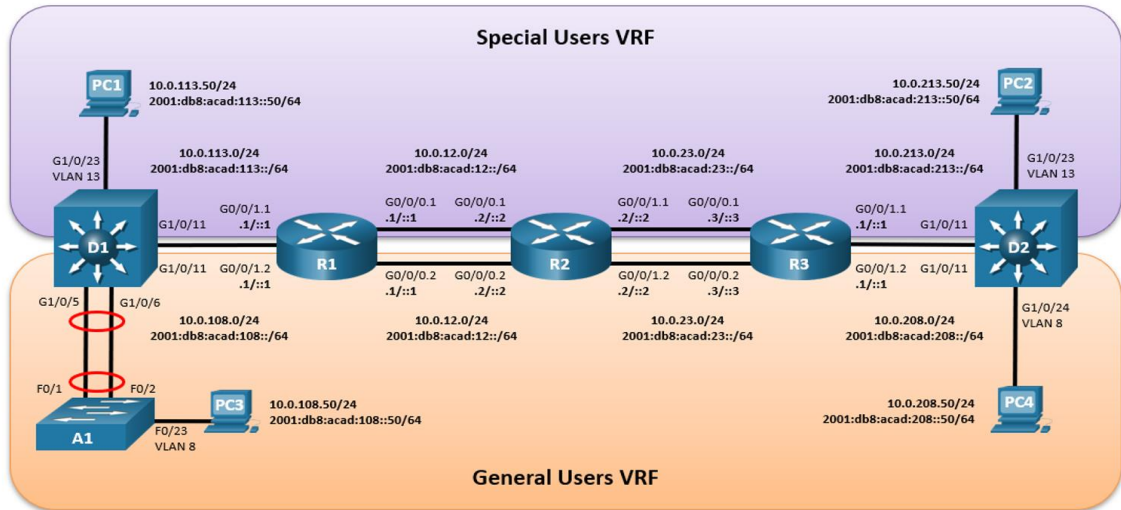 Special Users VRF
PC1
10.0.113.50/24
2001:db8:acad:113::50/64
10.0.213.50/24
2001:db8:acad:213::50/64
PC2
G1/0/23
VLAN 13
10.0.113.0/24
2001:db8:acad:113::/64
10.0.12.0/24
2001:db8:acad:12::/64
10.0.23.0/24
2001:db8:acad:23::/64
10.0.213.0/24
2001:db8:acad:213::/64
G1/0/23
VLAN 13
D1
G1/0/11
G0/0/1.1
.1/::1
R1
G0/0/0.1
.1/::1
G0/0/0.1
.2/::2
R2
G0/0/1.1
.2/::2
G0/0/0.1
.3/::3
R3
G0/0/1.1
.1/::1
G1/0/11
D2
G1/0/11
G0/0/1.2
.1/::1
G0/0/0.2
.1/::1
G0/0/0.2
.2/::2
G0/0/1.2
.2/::2
G0/0/0.2
.3/::3
G0/0/1.2
.1/::1
G1/0/11
G1/0/5
G1/0/6
10.0.108.0/24
2001:db8:acad:108::/64
10.0.12.0/24
2001:db8:acad:12::/64
10.0.23.0/24
2001:db8:acad:23::/64
10.0.208.0/24
2001:db8:acad:208::/64
G1/0/24
VLAN 8
F0/1
F0/2
A1
F0/23
VLAN 8
PC3
10.0.108.50/24
2001:db8:acad:108::50/64
10.0.208.50/24
2001:db8:acad:208::50/64
PC4
General Users VRF